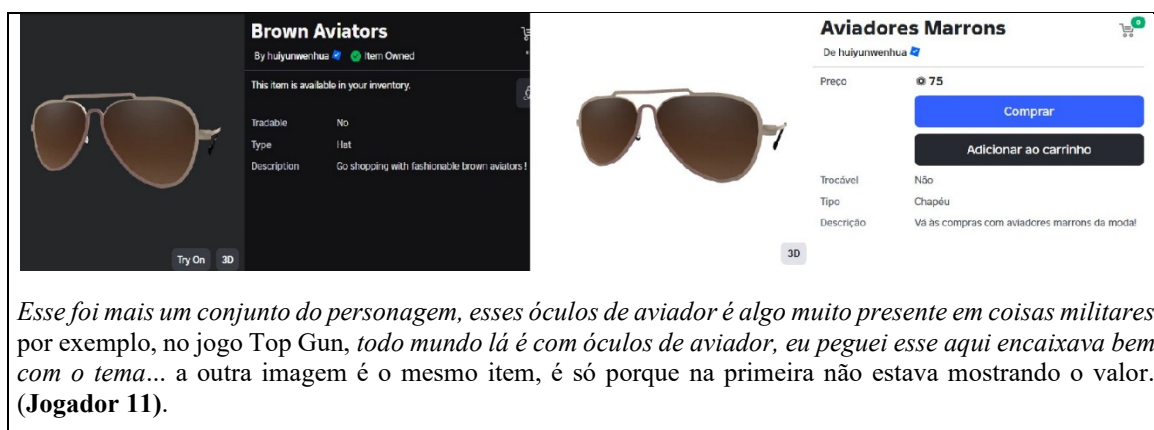 Brown Aviators
By huiyunwenhua Item Owned
This item is available in your inventory.
Tradable No
Type Hat
Description Go shopping with fashionable brown aviators !
Try On 3D
Aviadores Marrons
0
De huiyunwenhua
Preço 75
Comprar
Adicionar ao carrinho
Trocável Não
Tipo Chapéu
Descrição Vá às compras com aviadores marrons da moda!
3D
Esse foi mais um conjunto do personagem, esses óculos de aviador é algo muito presente em coisas militares
por exemplo, no jogo Top Gun, todo mundo lá é com óculos de aviador, eu peguei esse aqui encaixava bem
com o tema... a outra imagem é o mesmo item, é só porque na primeira não estava mostrando o valor.
(Jogador 11).